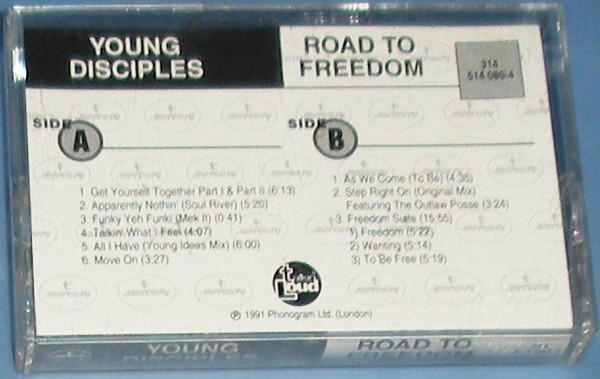 YOUNG
DISCIPLES
ROAD TO
FREEDOM
314
514 080-4
SIDE A
1. Get Yourself Together Part I & Part II (6:13)
2. Apparently Nothin' (Soul River) (5:20)
3. Funky Yeh Funki (Mek It) (0:41)
4. Talkin' What I Feel (4:07)
5. All I Have (Young Ideas Mix) (6:00)
6. Move On (3:27)
SIDE B
1. As We Come (To Be) (4:35)
2. Step Right On (Original Mix)
Featuring The Outlaw Posse (3:24)
3. Freedom Suite (15:55)
1) Freedom (5:22)
2) Wanting (5:14)
3) To Be Free (5:19)
talkin' Loud
℗ 1991 Phonogram Ltd. (London)
YOUNG
DISCIPLES
ROAD TO
FREEDOM